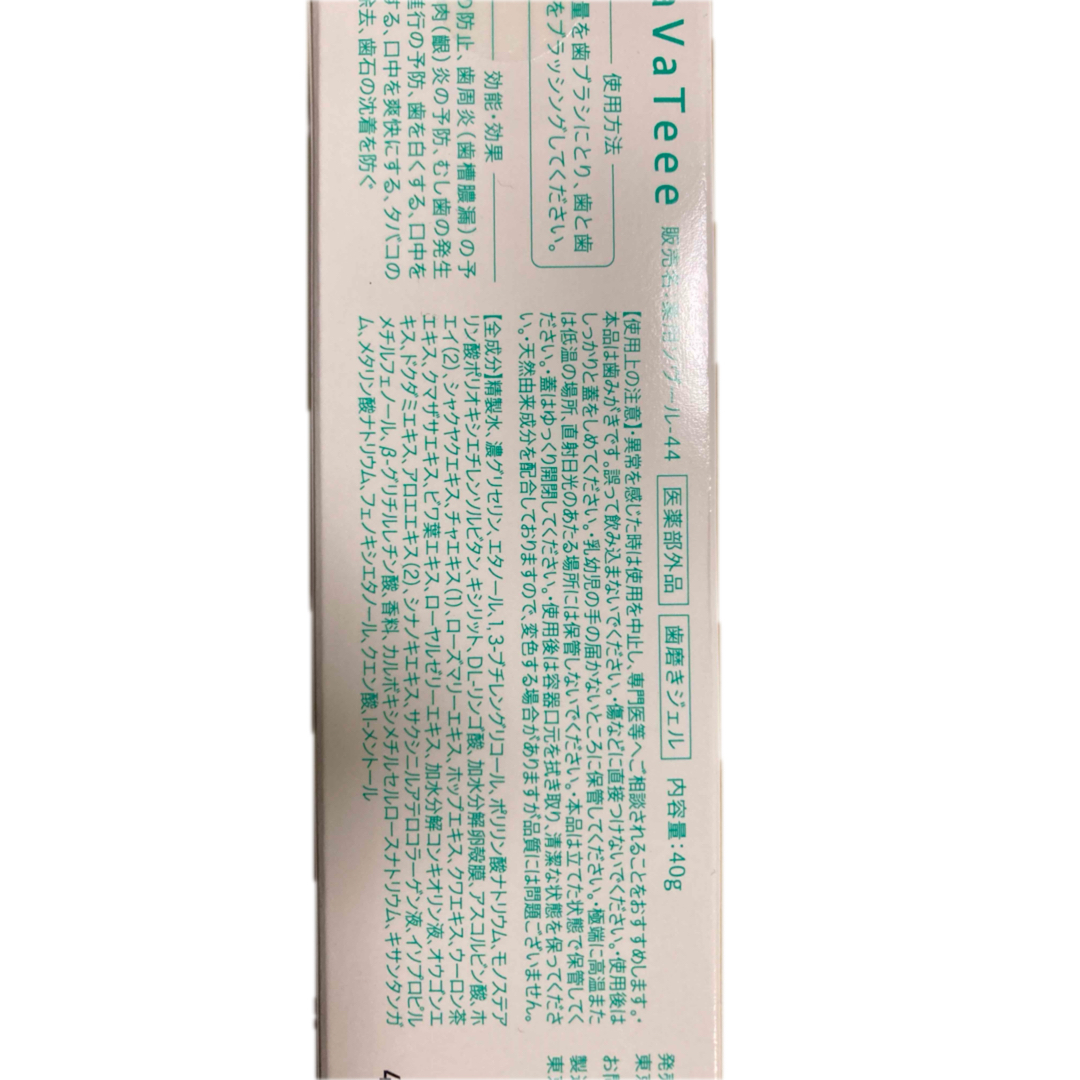 aVaTeee
販売名:薬用シグール-44 医薬部外品 歯磨きジェル 内容量:40g
使用方法
量を歯ブラシにとり、歯と歯
をブラッシングしてください。
効能・効果
の防止、歯周炎(歯槽膿漏)の予
肉(齦)炎の予防、むし歯の発生
進行の予防、歯を白くする、口中を
する、口中を爽快にする、タバコの
除去、歯石の沈着を防ぐ
【使用上の注意】・異常を感じた時は使用を中止し、専門医等へご相談されることをおすすめします。・
本品は歯みがきです。誤って飲み込まないでください。・傷などに直接つけないでください。・使用後は
しっかりと蓋をしめてください。・乳幼児の手の届かないところに保管してください。・極端に高温また
は低温の場所、直射日光のあたる場所には保管しないでください。・本品は立てた状態で保管してく
ださい。・蓋はゆっくり開閉してください。・使用後は容器口元を拭き取り、清潔な状態を保ってくださ
い。・天然由来成分を配合しておりますので、変色する場合がありますが品質には問題ございません。
【全成分】精製水、濃グリセリン、エタノール、1,3-ブチレングリコール、ポリリン酸ナトリウム、モノステア
リン酸ポリオキシエチレンソルビタン、キシリット、DL-リンゴ酸、加水分解卵殻膜、アスコルビン酸、ホ
エイ(2)、シャクヤクエキス、チャエキス(1)、ローズマリーエキス、ホップエキス、クワエキス、ウーロン茶
エキス、クマザサエキス、ビワ葉エキス、ローヤルゼリーエキス、加水分解コンキオリン液、オウゴンエ
キス、ドクダミエキス、アロエエキス(2)、シナノキエキス、サクシニルアテロコラーゲン液、イソプロピル
メチルフェノール、β-グリチルレチン酸、香料、カルボキシメチルセルロースナトリウム、キサンタンガ
ム、メタリン酸ナトリウム、フェノキシエタノール、クエン酸、l-メントール
発売
東京
お問
製造
東京
4